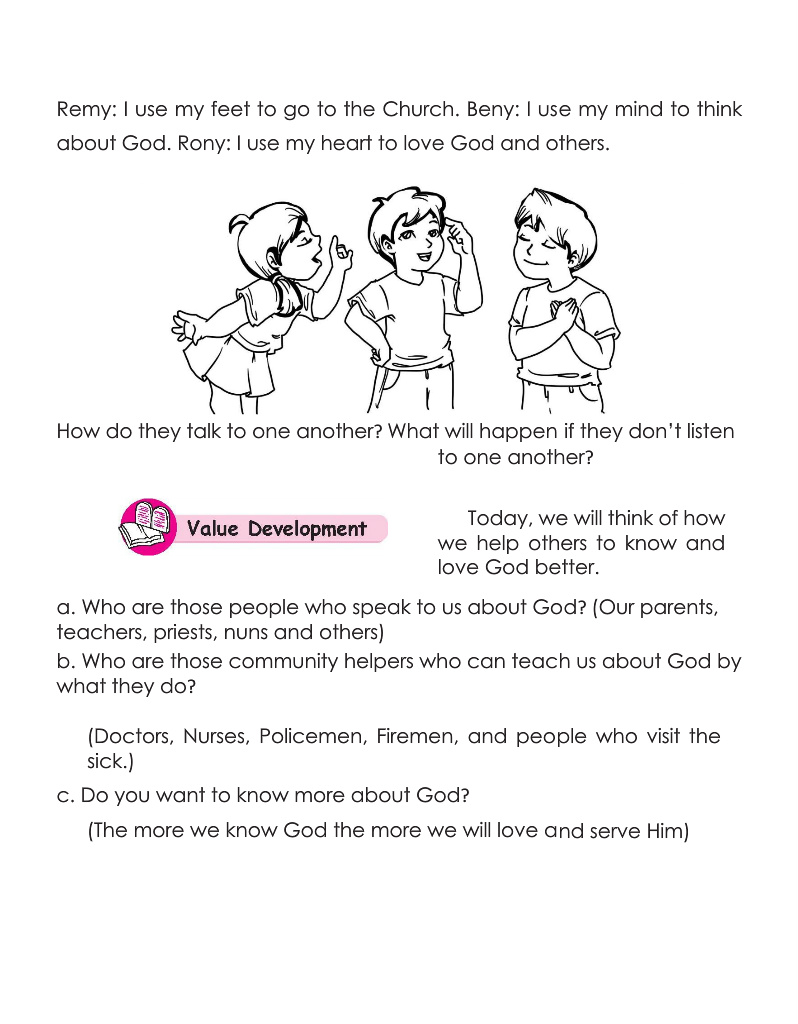 Remy: I use my feet to go to the Church. Beny: I use my mind to think
about God. Rony: I use my heart to love God and others.
How do they talk to one another? What will happen if they don't listen
to one another?
Value Development
Today, we will think of how
we help others to know and
love God better.
a. Who are those people who speak to us about God? (Our parents,
teachers, priests, nuns and others)
b. Who are those community helpers who can teach us about God by
what they do?
(Doctors, Nurses, Policemen, Firemen, and people who visit the
sick.)
c. Do you want to know more about God?
(The more we know God the more we will love and serve Him)